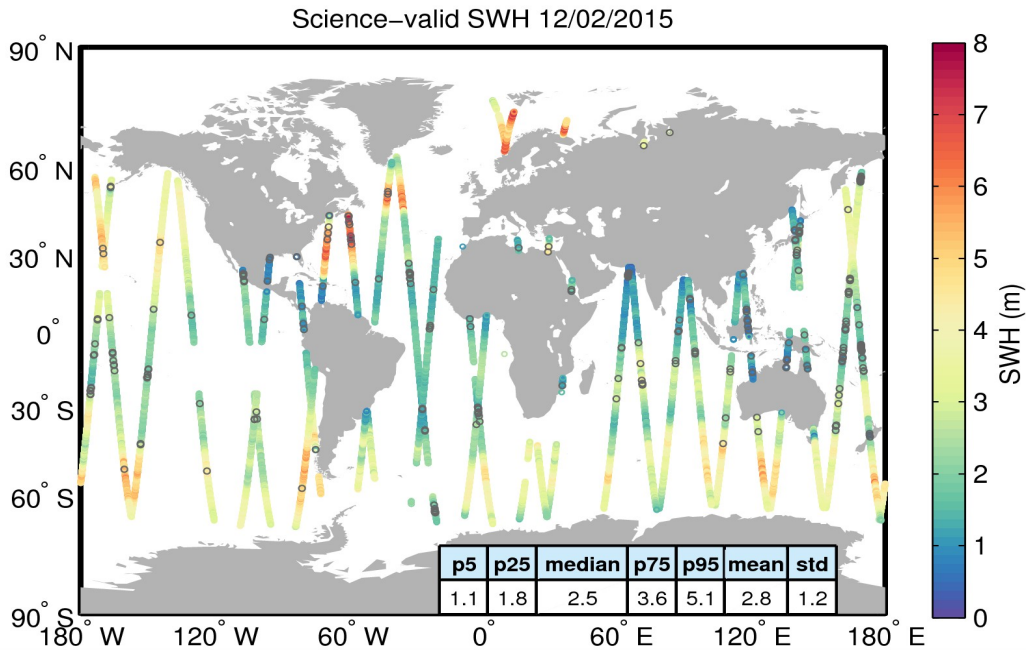 Science−valid SWH 12/02/2015
90° N
60° N
30° N
0°
30° S
60° S
90° S
180° W
120° W
60° W
0°
60° E
120° E
180° E
p5 p25 median p75 p95 mean std
1.1 1.8 2.5 3.6 5.1 2.8 1.2
8
7
6
5
4
3
2
1
0
SWH (m)